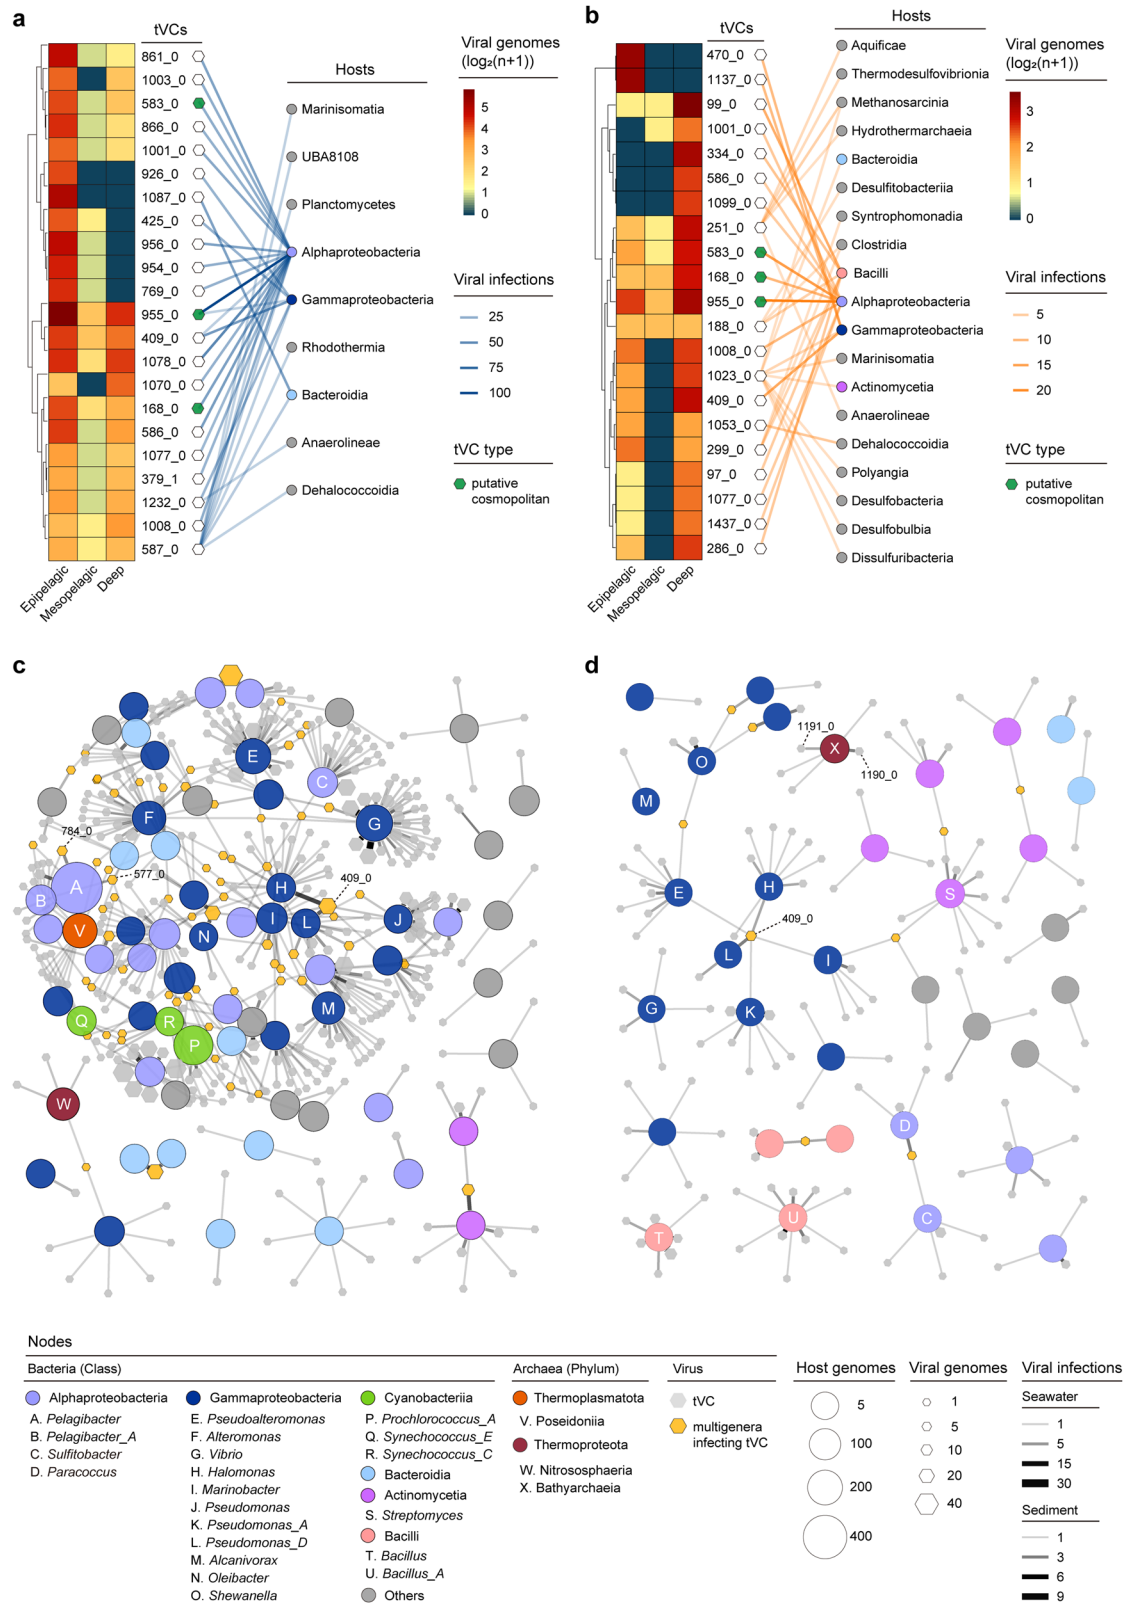 a
tVCs
Hosts
861_0
1003_0
583_0
866_0
1001_0
926_0
1087_0
425_0
956_0
954_0
769_0
955_0
409_0
1078_0
1070_0
168_0
586_0
1077_0
379_1
1232_0
1008_0
587_0
Epipelagic
Mesopelagic
Deep
Marinisomatia
UBA8108
Planctomycetes
Alphaproteobacteria
Gammaproteobacteria
Rhodothermia
Bacteroidia
Anaerolineae
Dehalococcoidia
Viral genomes
(log₂(n+1))
5
4
3
2
1
0
Viral infections
25
50
75
100
tVC type
putative
cosmopolitan
b
tVCs
Hosts
470_0
1137_0
99_0
1001_0
334_0
586_0
1099_0
251_0
583_0
168_0
955_0
188_0
1008_0
1023_0
409_0
1053_0
299_0
97_0
1077_0
1437_0
286_0
Epipelagic
Mesopelagic
Deep
Aquificae
Thermodesulfovibrionia
Methanosarcinia
Hydrothermarchaeia
Bacteroidia
Desulfitobacteriia
Syntrophomonadia
Clostridia
Bacilli
Alphaproteobacteria
Gammaproteobacteria
Marinisomatia
Actinomycetia
Anaerolineae
Dehalococcoidia
Polyangia
Desulfobacteria
Desulfobulbia
Dissulfuribacteria
Viral genomes
(log₂(n+1))
3
2
1
0
Viral infections
5
10
15
20
tVC type
putative
cosmopolitan
c
E
C
F
G
784_0
577_0
A
B
H
409_0
I
L
J
V
N
M
Q
R
P
W
d
1191_0
X
1190_0
O
M
E
H
S
409_0
L
I
G
K
D
T
U
C
Nodes
Bacteria (Class)
Alphaproteobacteria
A. Pelagibacter
B. Pelagibacter_A
C. Sulfitobacter
D. Paracoccus
Gammaproteobacteria
E. Pseudoalteromonas
F. Alteromonas
G. Vibrio
H. Halomonas
I. Marinobacter
J. Pseudomonas
K. Pseudomonas_A
L. Pseudomonas_D
M. Alcanivorax
N. Oleibacter
O. Shewanella
Cyanobacteriia
P. Prochlorococcus_A
Q. Synechococcus_E
R. Synechococcus_C
Bacteroidia
Actinomycetia
S. Streptomyces
Bacilli
T. Bacillus
U. Bacillus_A
Others
Archaea (Phylum)
Thermoplasmatota
V. Poseidoniia
Thermoproteota
W. Nitrososphaeria
X. Bathyarchaeia
Virus
tVC
multigenera
infecting tVC
Host genomes
5
100
200
400
Viral genomes
1
5
10
20
40
Viral infections
Seawater
1
5
15
30
Sediment
1
3
6
9